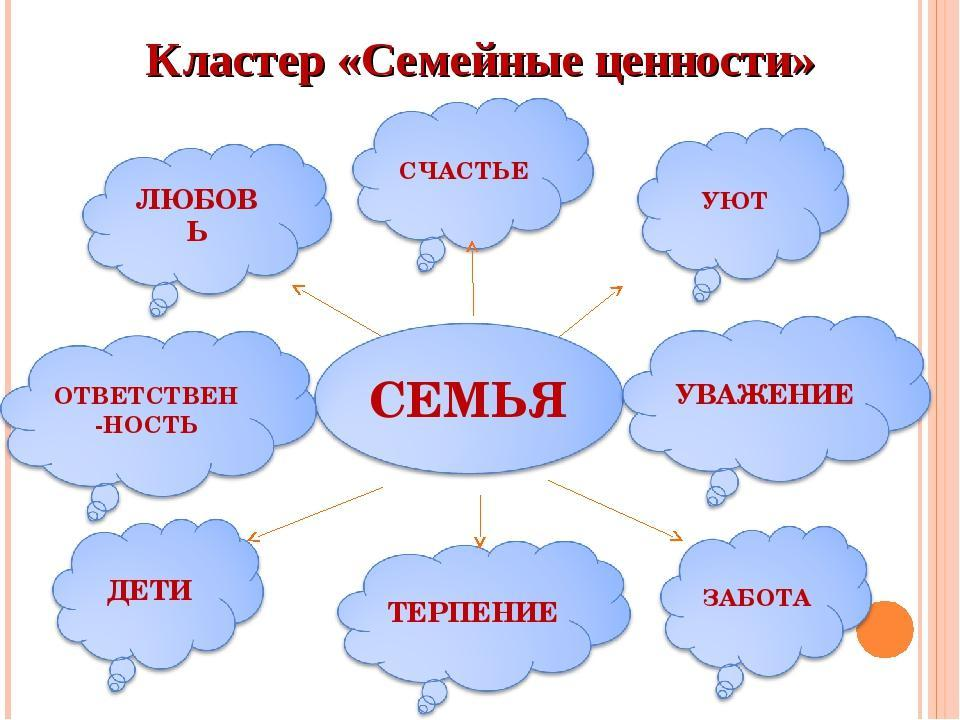 Кластер «Семейные ценности»
СЧАСТЬЕ
ЛЮБОВ
Ь
УЮТ
ОТВЕТСТВЕН
-НОСТЬ
СЕМЬЯ
УВАЖЕНИЕ
ДЕТИ
ТЕРПЕНИЕ
ЗАБОТА